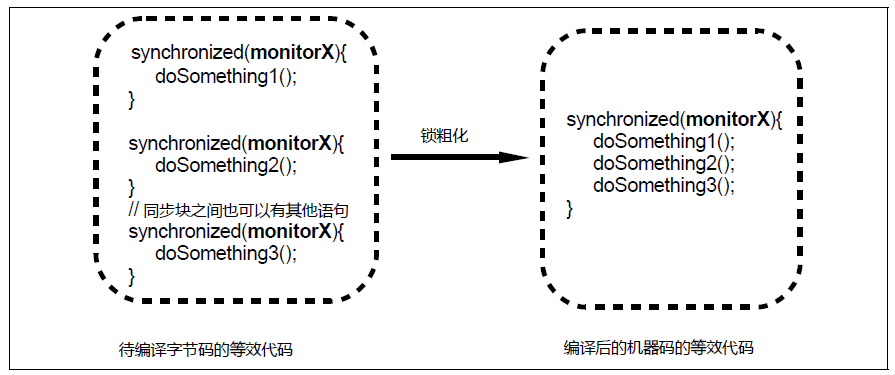 synchronized(monitorX){
doSomething1();
}
synchronized(monitorX){
doSomething2();
}
// 同步块之间也可以有其他语句
synchronized(monitorX){
doSomething3();
}
待编译字节码的等效代码
锁粗化
synchronized(monitorX){
doSomething1();
doSomething2();
doSomething3();
}
编译后的机器码的等效代码